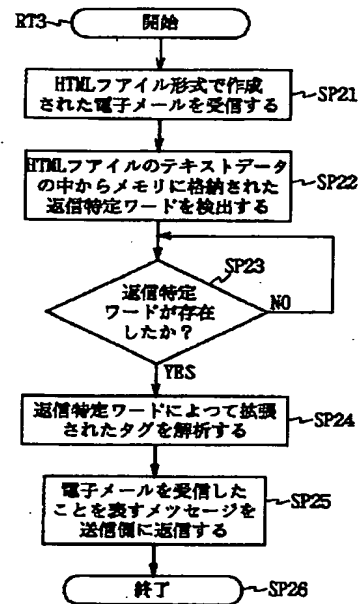 RT3
開始
HTMLファイル形式で作成
された電子メールを受信する
SP21
HTMLファイルのテキストデータ
の中からメモリに格納された
返信特定ワードを検出する
SP22
SP23
返信特定
ワードが存在
したか?
NO
YES
返信特定ワードによつて拡張
されたタグを解析する
SP24
電子メールを受信した
ことを表すメツセージを
送信側に返信する
SP25
終了
SP26